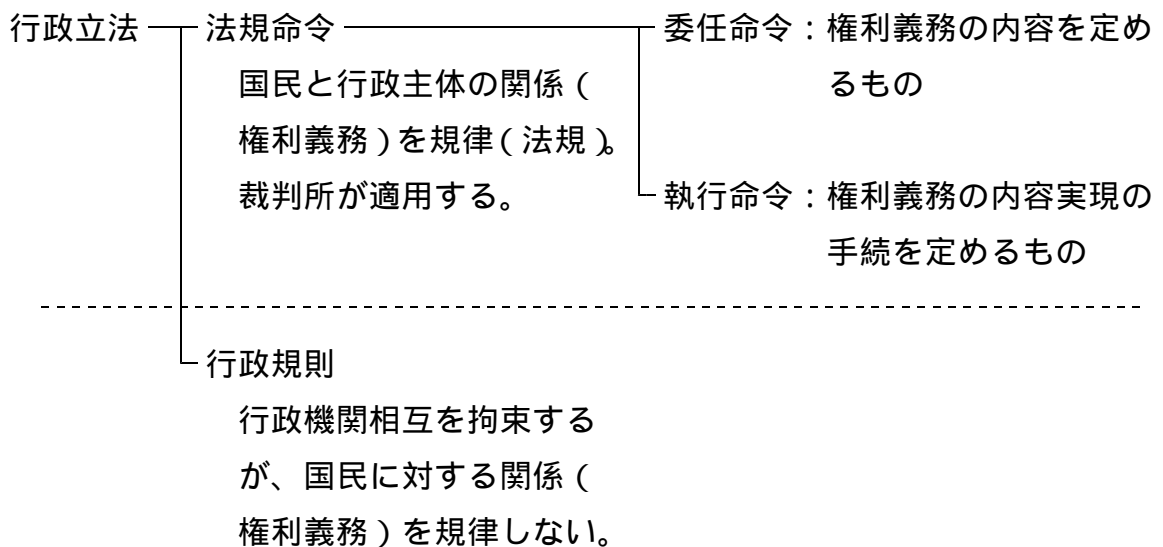 行政立法 法規命令 委任命令：権利義務の内容を定め
国民と行政主体の関係（ るもの
権利義務）を規律（法規）。
裁判所が適用する。 執行命令：権利義務の内容実現の
手続を定めるもの
行政規則
行政機関相互を拘束する
が、国民に対する関係（
権利義務）を規律しない。